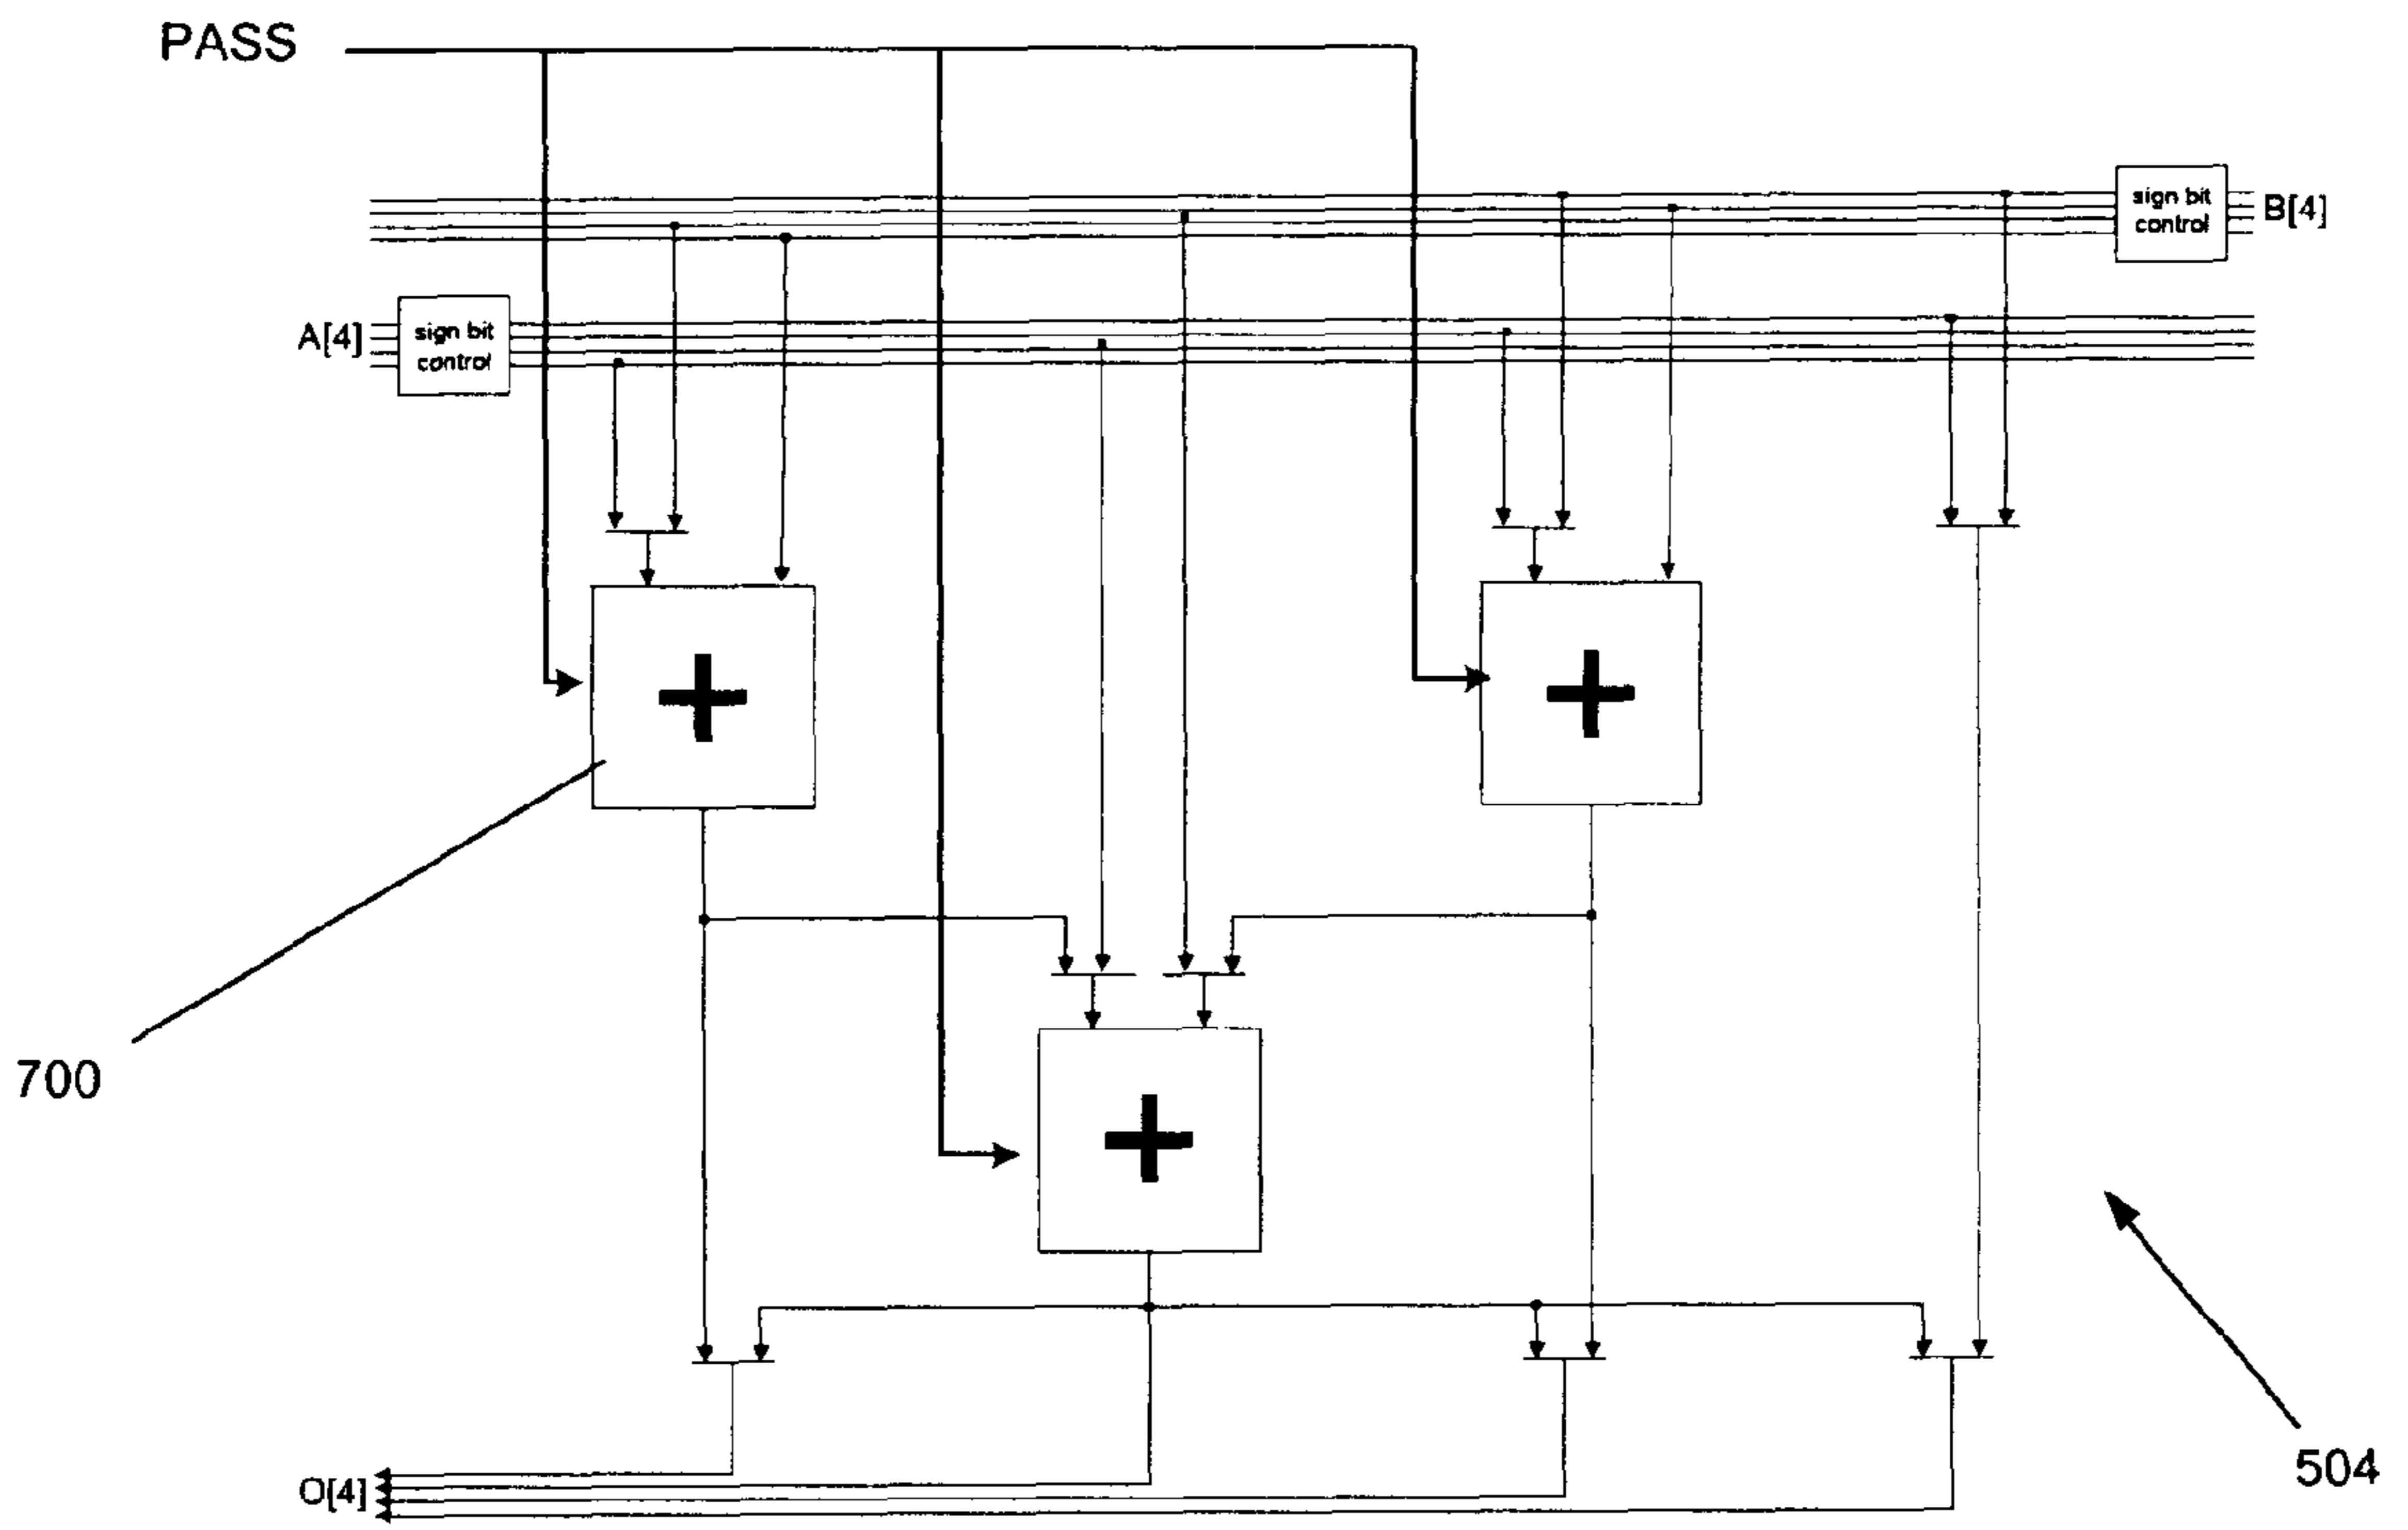 PASS
sign bit
control
B[4]
A[4]
sign bit
control
+
+
700
+
504
O[4]